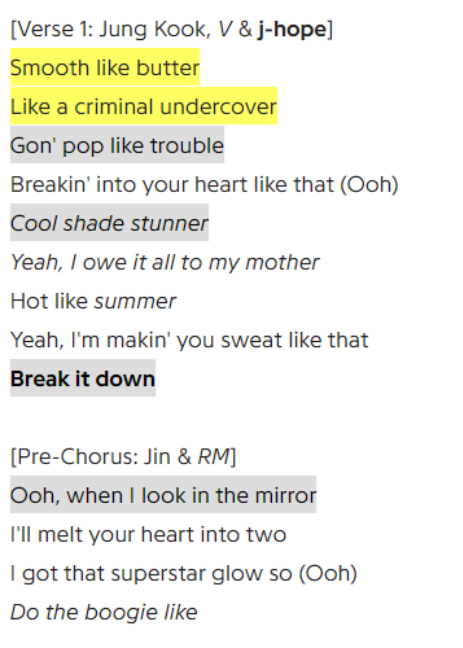 [Verse 1: Jung Kook, V & j-hope]
Smooth like butter
Like a criminal undercover
Gon' pop like trouble
Breakin' into your heart like that (Ooh)
Cool shade stunner
Yeah, I owe it all to my mother
Hot like summer
Yeah, I'm makin' you sweat like that
Break it down
[Pre-Chorus: Jin & RM]
Ooh, when I look in the mirror
I'll melt your heart into two
I got that superstar glow so (Ooh)
Do the boogie like